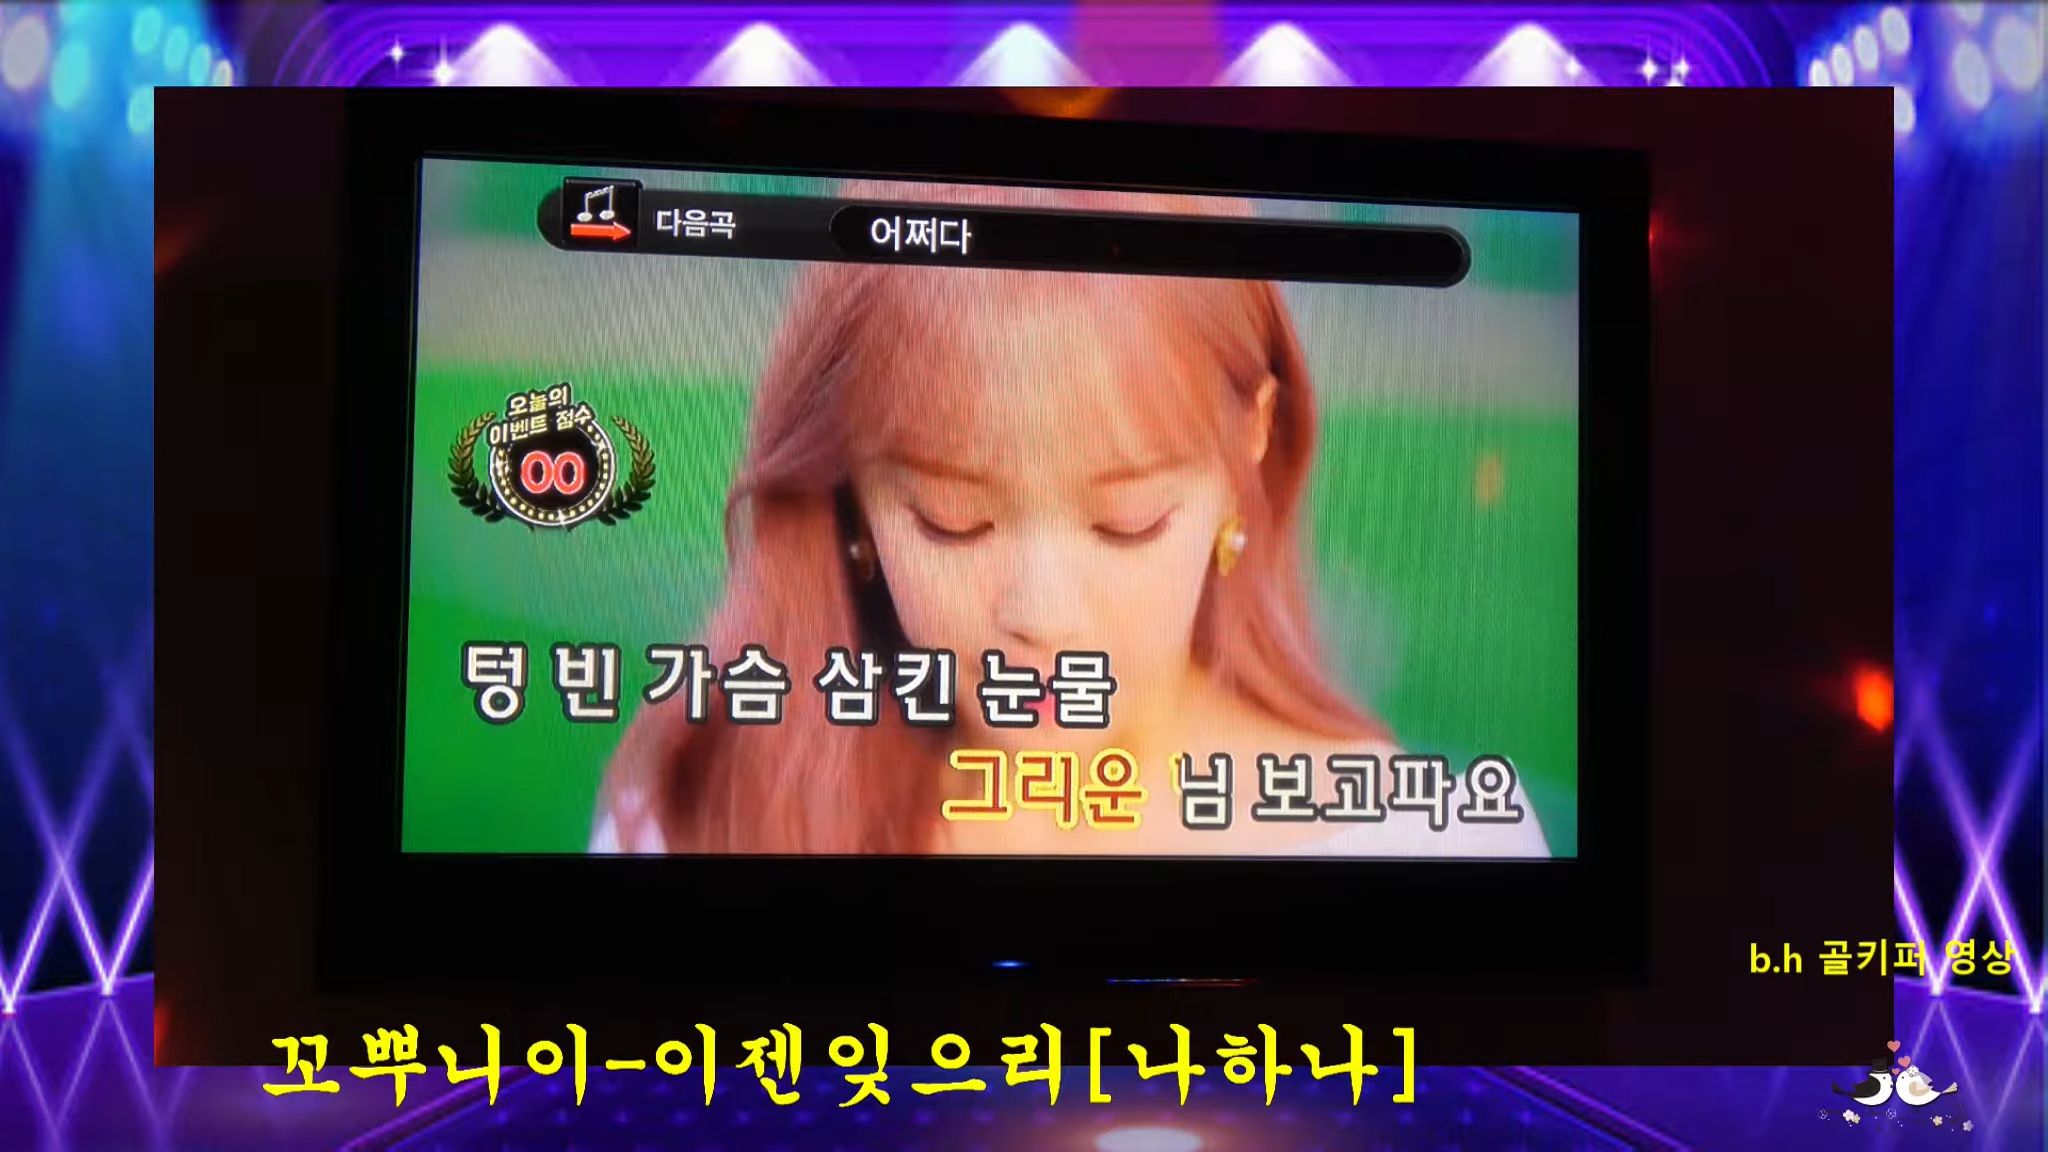 다음곡 어쩌다
오늘의
이벤트 점수
00
텅 빈 가슴 삼킨 눈물
그리운 님 보고파요
b.h 골키퍼 영상
꼬뿌니이-이젠잊으리[나하나]